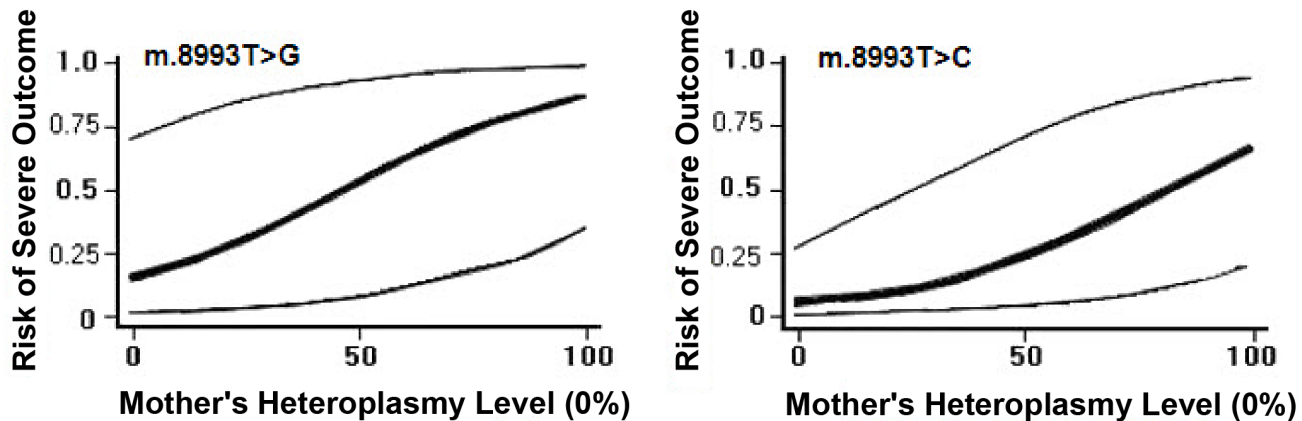 Risk of Severe Outcome
m.8993T>G
1.0
0.75
0.5
0.25
0
0 50 100
Mother's Heteroplasmy Level (0%)
Risk of Severe Outcome
m.8993T>C
1.0
0.75
0.5
0.25
0
0 50 100
Mother's Heteroplasmy Level (0%)